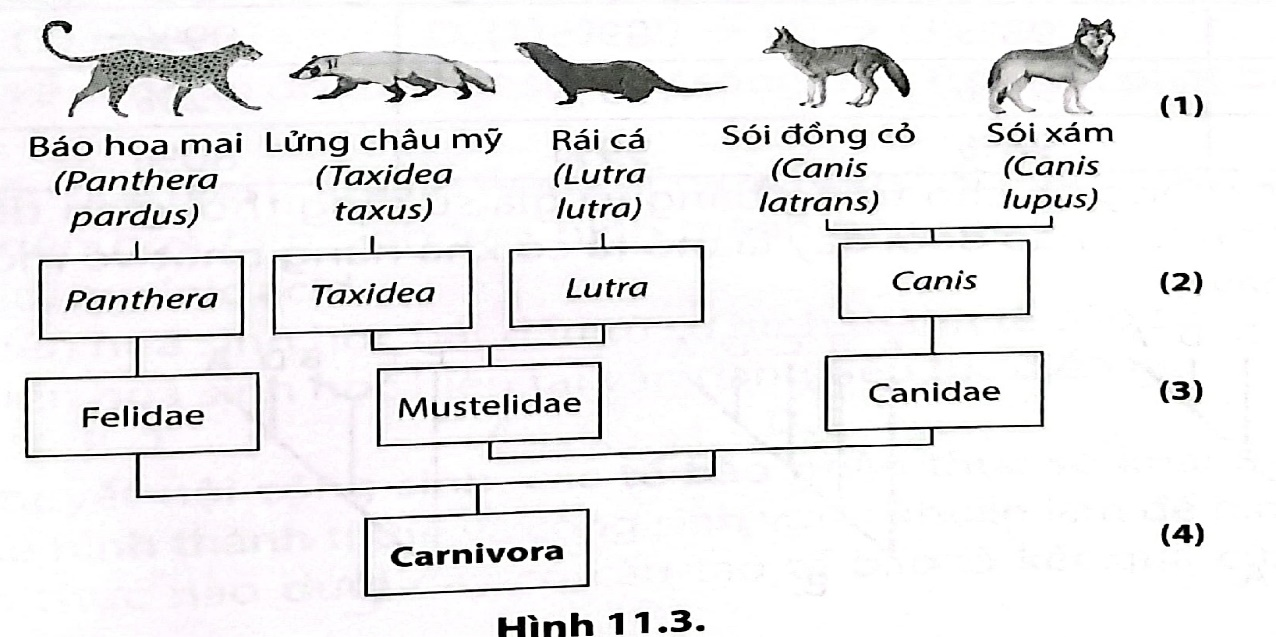 Báo hoa mai Lửng châu mỹ Rái cá Sói đồng cỏ Sói xám (1)
(Panthera (Taxidea (Lutra (Canis (Canis
pardus) taxus) lutra) latrans) lupus)
Panthera Taxidea Lutra Canis (2)
Felidae Mustelidae Canidae (3)
Carnivora (4)
Hình 11.3.